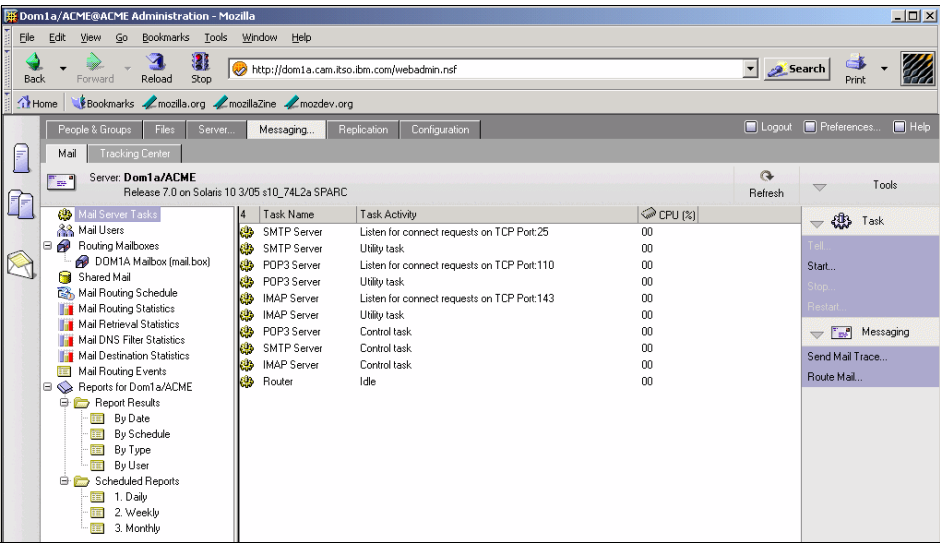 Dom1a/ACME@ACME Administration - Mozilla
File Edit View Go Bookmarks Tools Window Help
Back Forward Reload Stop http://dom1a.cam.itso.ibm.com/webadmin.nsf Search Print
Home Bookmarks mozilla.org mozillaZine mozdev.org
People & Groups Files Server... Messaging... Replication Configuration Logout Preferences... Help
Mail Tracking Center
Server: Dom1a/ACME
Release 7.0 on Solaris 10 3/05 s10_74L2a SPARC
Refresh
Tools
Mail Server Tasks
Mail Users
Routing Mailboxes
DOM1A Mailbox (mail.box)
Shared Mail
Mail Routing Schedule
Mail Routing Statistics
Mail Retrieval Statistics
Mail DNS Filter Statistics
Mail Destination Statistics
Mail Routing Events
Reports for Dom1a/ACME
Report Results
By Date
By Schedule
By Type
By User
Scheduled Reports
1. Daily
2. Weekly
3. Monthly
4 Task Name Task Activity CPU (%)
SMTP Server Listen for connect requests on TCP Port:25 00
SMTP Server Utility task 00
POP3 Server Listen for connect requests on TCP Port:110 00
POP3 Server Utility task 00
IMAP Server Listen for connect requests on TCP Port:143 00
IMAP Server Utility task 00
POP3 Server Control task 00
SMTP Server Control task 00
IMAP Server Control task 00
Router Idle 00
Task
Tell...
Start...
Stop...
Restart...
Messaging
Send Mail Trace...
Route Mail...